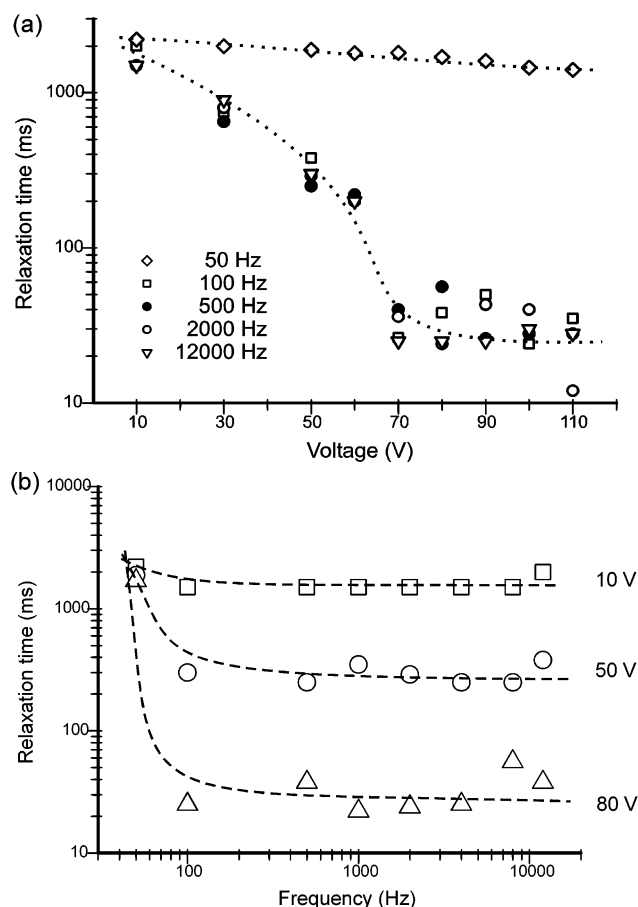 (a)
Relaxation time (ms)
1000
100
10
50 Hz
100 Hz
500 Hz
2000 Hz
12000 Hz
10 30 50 70 90 110
Voltage (V)
(b)
Relaxation time (ms)
10000
1000
100
10
10 V
50 V
80 V
100 1000 10000
Frequency (Hz)